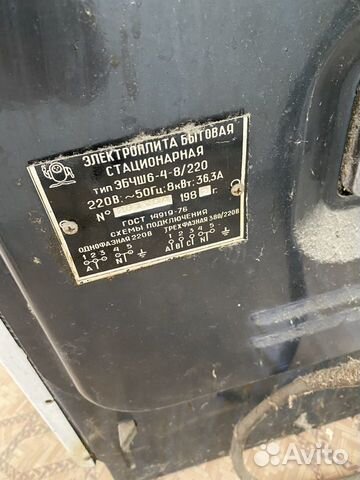 ЭЛЕКТРОПЛИТА БЫТОВАЯ
СТАЦИОНАРНАЯ
ТИП ЭБЧШ6-4-8/220
220В: ~50Гц: 8кВт: 36,3А
№ 198 г.
ГОСТ 14919-76
СХЕМЫ ПОДКЛЮЧЕНИЯ
ОДНОФАЗНАЯ 220В ТРЕХФАЗНАЯ 380/220В
1 2 3 4 5 1 2 3 4 5
А N А В С N
Avito